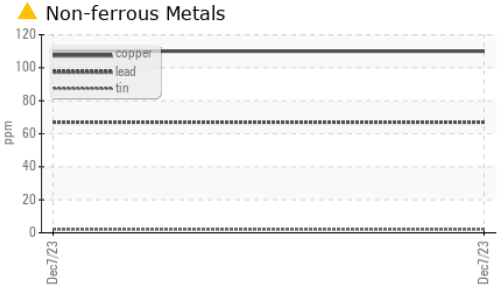 Non-ferrous Metals
120
100
80
60
40
20
0
ppm
copper
lead
tin
Dec7/23
Dec7/23